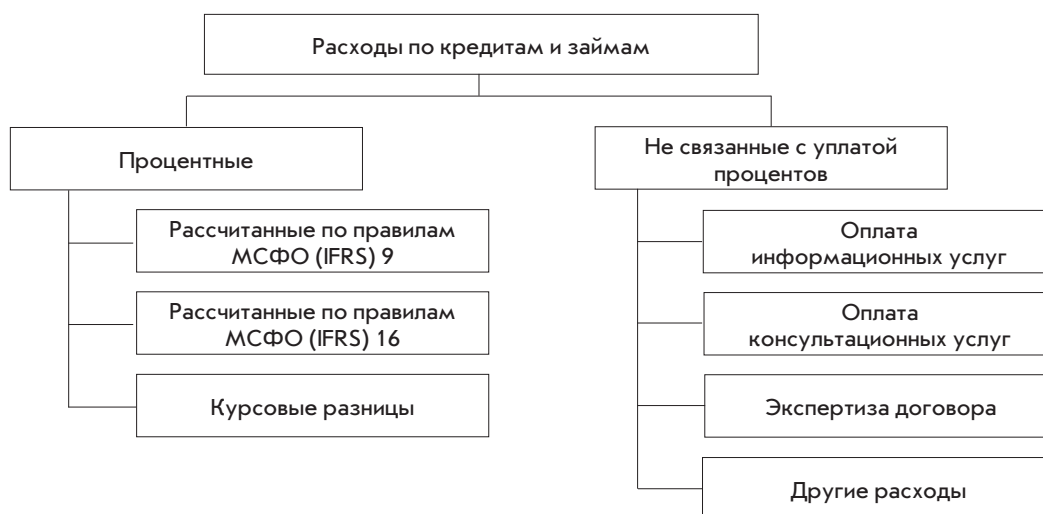 Расходы по кредитам и займам
Процентные
Рассчитанные по правилам
МСФО (IFRS) 9
Рассчитанные по правилам
МСФО (IFRS) 16
Курсовые разницы
Не связанные с уплатой
процентов
Оплата
информационных услуг
Оплата
консультационных услуг
Экспертиза договора
Другие расходы